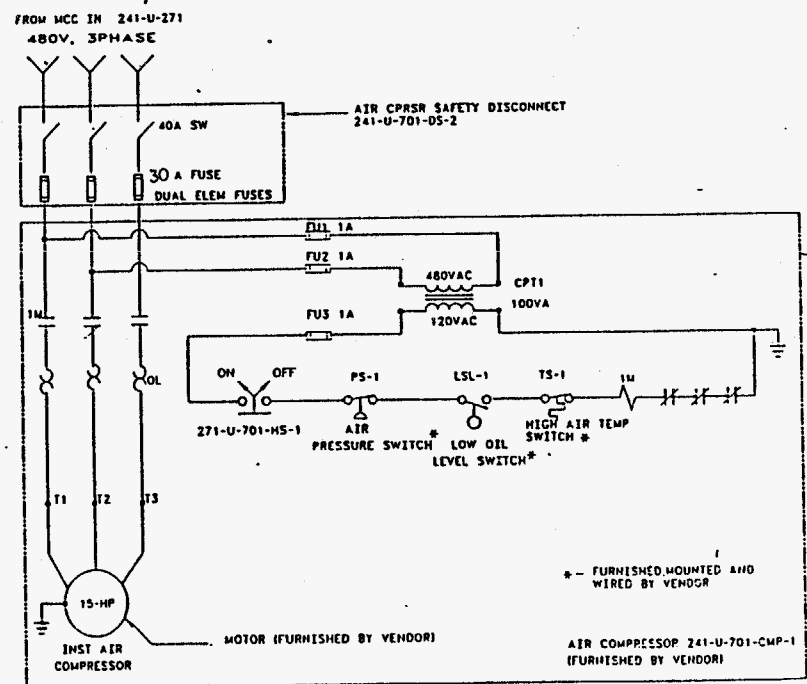 FROM MCC IN 241-U-271
480V, 3PHASE
AIR CPRSR SAFETY DISCONNECT
241-U-701-DS-2
40A SW
30 A FUSE
DUAL ELEM FUSES
FU1 1A
FU2 1A
480VAC
CPT1
100VA
FU3 1A
120VAC
1M
OL
ON
OFF
PS-1
LSL-1
TS-1
1M
271-U-701-HS-1
AIR
PRESSURE SWITCH *
LOW OIL
LEVEL SWITCH *
HIGH AIR TEMP
SWITCH *
T1
T2
T3
* - FURNISHED, MOUNTED AND
WIRED BY VENDOR
15-HP
INST AIR
COMPRESSOR
MOTOR (FURNISHED BY VENDOR)
AIR COMPRESSOR 241-U-701-CMP-1
(FURNISHED BY VENDOR)